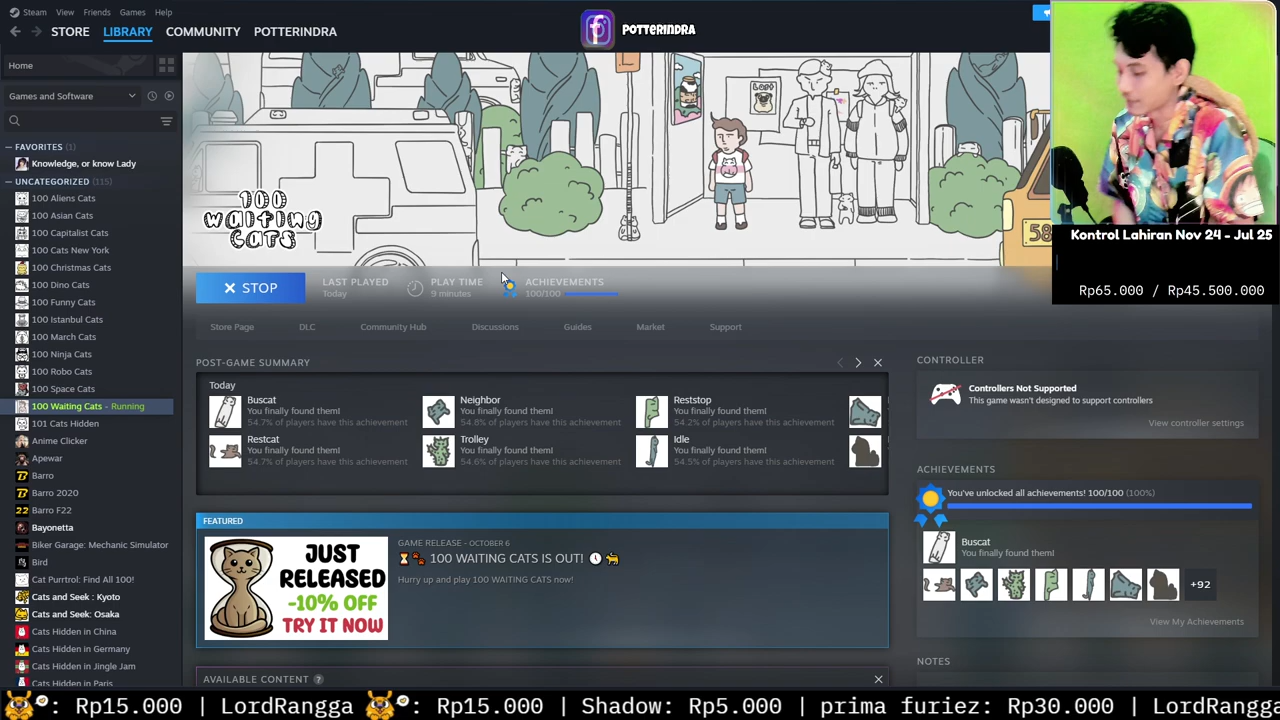 Steam View Friends Games Help
STORE LIBRARY COMMUNITY POTTERINDRA
POTTERINDRA
Home
Games and Software
FAVORITES (1)
Knowledge, or know Lady
UNCATEGORIZED (115)
100 Aliens Cats
100 Asian Cats
100 Capitalist Cats
100 Cats New York
100 Christmas Cats
100 Dino Cats
100 Funny Cats
100 Istanbul Cats
100 March Cats
100 Ninja Cats
100 Robo Cats
100 Space Cats
100 Waiting Cats - Running
101 Cats Hidden
Anime Clicker
Apewar
Barro
Barro 2020
22 Barro F22
Bayonetta
Biker Garage: Mechanic Simulator
Bird
Cat Purrtrol: Find All 100!
Cats and Seek : Kyoto
Cats and Seek: Osaka
Cats Hidden in China
Cats Hidden in Germany
Cats Hidden in Jingle Jam
Cats Hidden in Paris
100
Waiting
Cats
Lost
58
STOP
LAST PLAYED
Today
PLAY TIME
9 minutes
ACHIEVEMENTS
100/100
Store Page DLC Community Hub Discussions Guides Market Support
POST-GAME SUMMARY
Today
Buscat
You finally found them!
54.7% of players have this achievement
Neighbor
You finally found them!
54.8% of players have this achievement
Reststop
You finally found them!
54.2% of players have this achievement
Restcat
You finally found them!
54.7% of players have this achievement
Trolley
You finally found them!
54.6% of players have this achievement
Idle
You finally found them!
54.5% of players have this achievement
FEATURED
JUST
RELEASED
-10% OFF
TRY IT NOW
GAME RELEASE - OCTOBER 6
⌛🐾 100 WAITING CATS IS OUT! 🕓🐈
Hurry up and play 100 WAITING CATS now!
AVAILABLE CONTENT ?
CONTROLLER
Controllers Not Supported
This game wasn't designed to support controllers
View controller settings
ACHIEVEMENTS
You've unlocked all achievements! 100/100 (100%)
Buscat
You finally found them!
+92
View My Achievements
NOTES
Kontrol Lahiran Nov 24 - Jul 25
Rp65.000 / Rp45.500.000
: Rp15.000 | LordRangga : Rp15.000 | Shadow: Rp5.000 | prima furiez: Rp30.000 | LordRangga